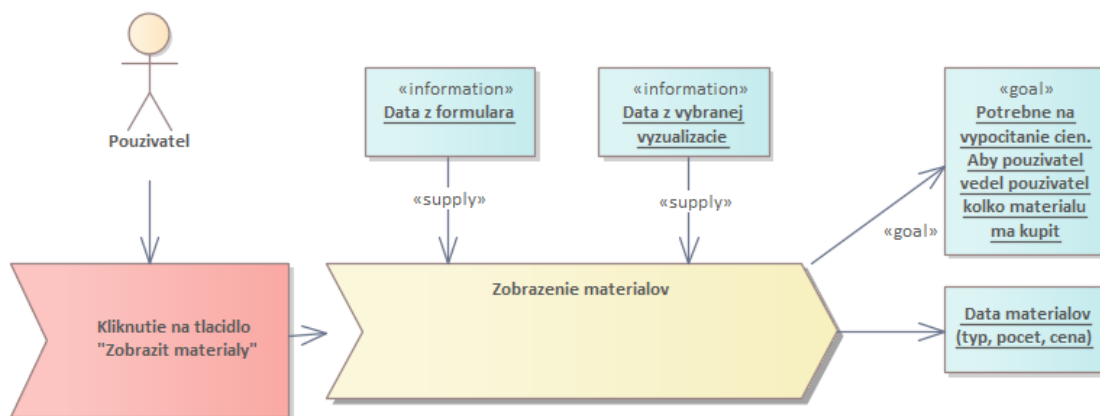 Pouzivatel
«information»
Data z formulara
«information»
Data z vybranej
vyzualizacie
«goal»
Potrebne na
vypocitanie cien.
Aby pouzivatel
vedel pouzivatel
kolko materialu
ma kupit
«supply»
«supply»
«goal»
Kliknutie na tlacidlo
"Zobrazit materialy"
Zobrazenie materialov
Data materialov
(typ, pocet, cena)